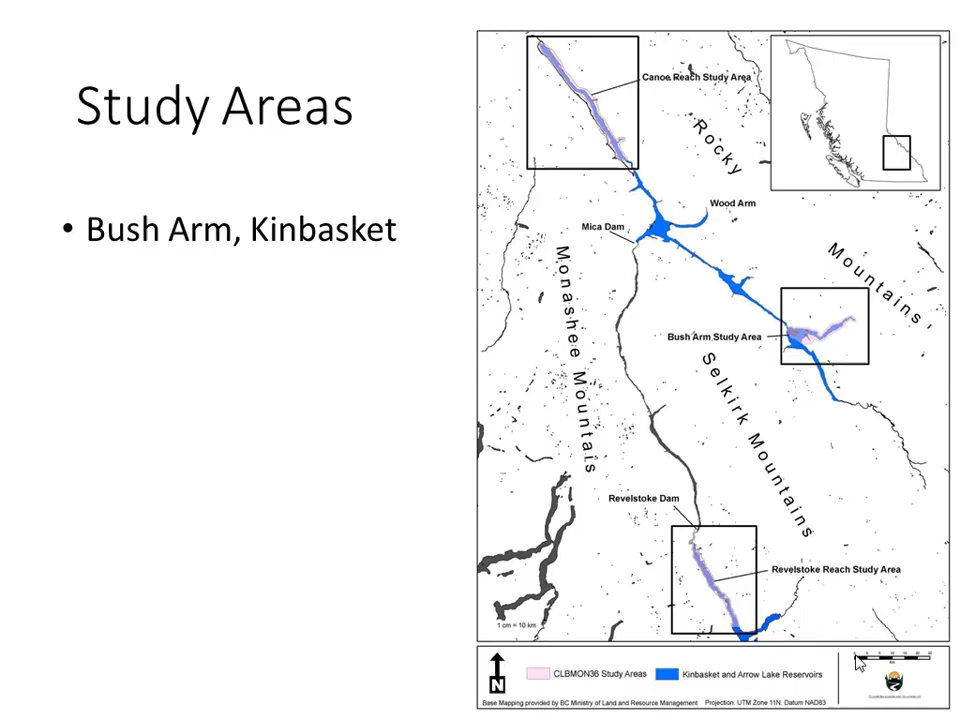 Study Areas
• Bush Arm, Kinbasket
Canoe Reach Study Area
Rocky
Wood Arm
Mica Dam
Mountains
Monashee Mountais
Bush Arm Study Area
Selkirk Mountains
Revelstoke Dam
Revelstoke Reach Study Area
1 cm = 10 km
N
CLBMON36 Study Areas
Kinbasket and Arrow Lake Reservoirs
Base Mapping provided by BC Ministry of Land and Resource Management
Projection: UTM Zone 11N. Datum NAD83